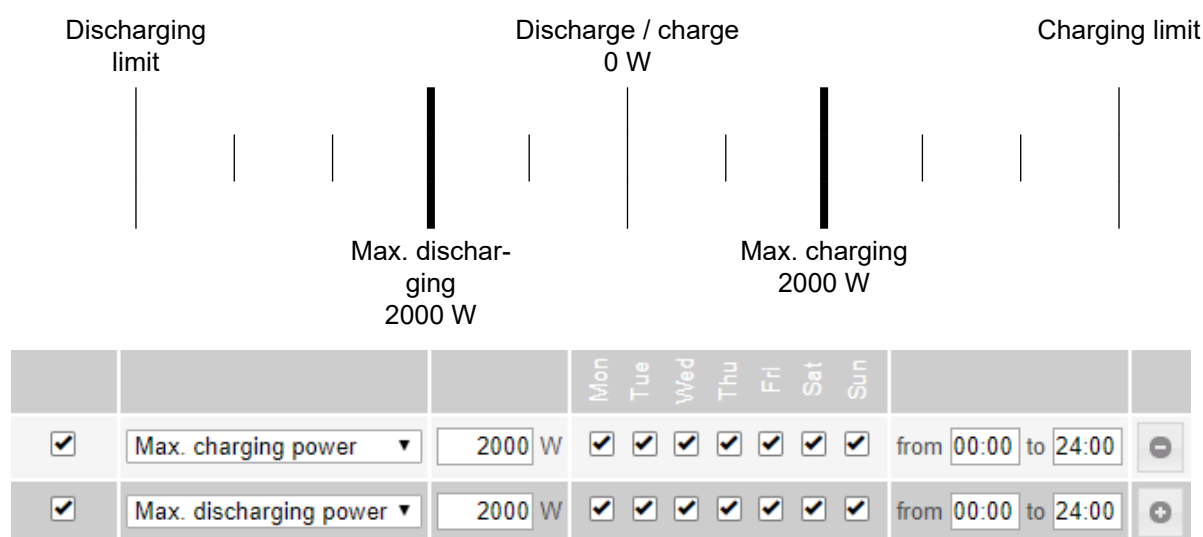 Discharging
limit
Discharge / charge
0 W
Charging limit
Max. dischar-
ging
2000 W
Max. charging
2000 W
Mon Tue Wed Thu Fri Sat Sun
Max. charging power 2000 W from 00:00 to 24:00
Max. discharging power 2000 W from 00:00 to 24:00